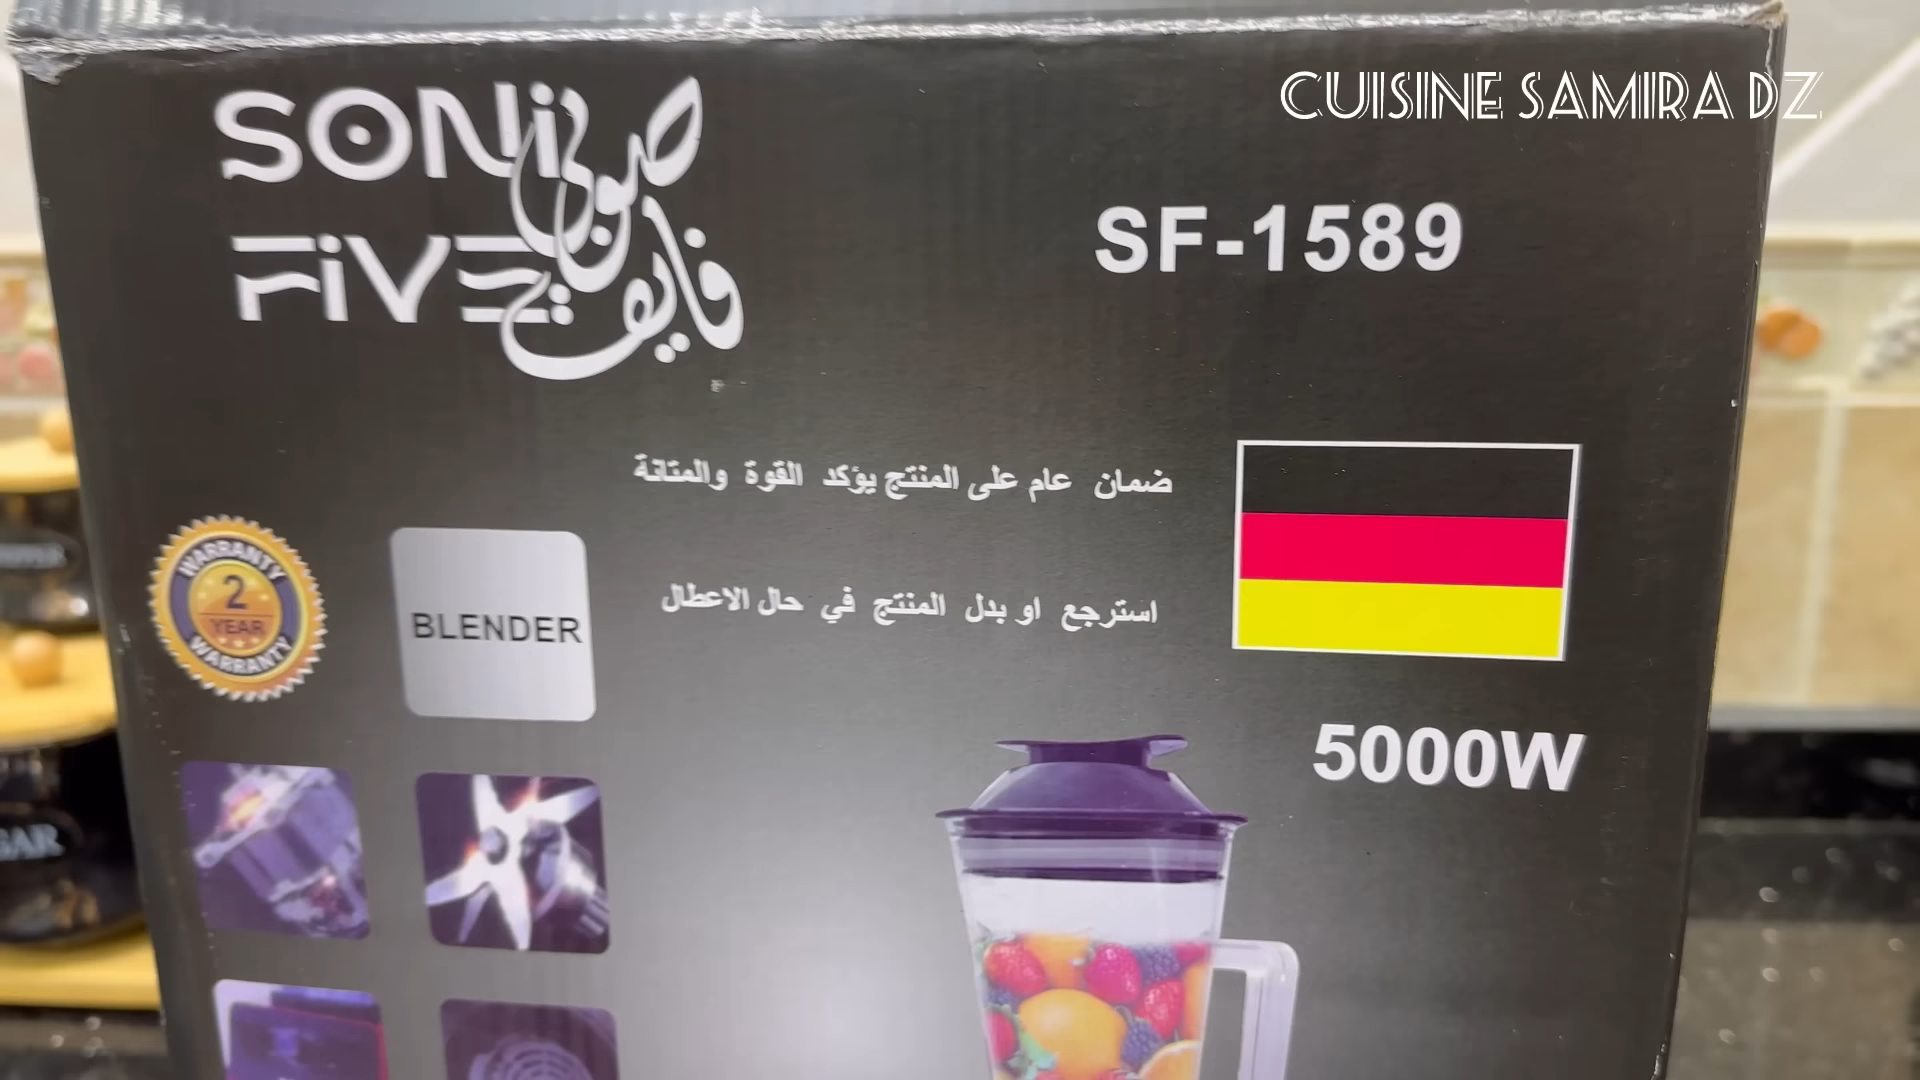 CUISINE SAMIRA DZ
SONi
FiVE
صوني
فايف
SF-1589
ضمان عام على المنتج يؤكد القوة والمتانة
استرجع او بدل المنتج في حال الاعطال
WARRANTY
2
YEAR
WARRANTY
BLENDER
5000W